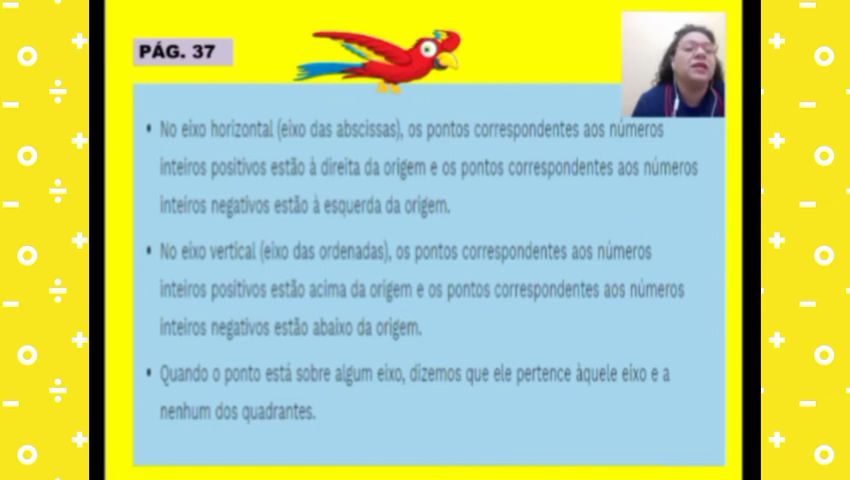 PÁG. 37
• No eixo horizontal (eixo das abscissas), os pontos correspondentes aos números
inteiros positivos estão à direita da origem e os pontos correspondentes aos números
inteiros negativos estão à esquerda da origem.
• No eixo vertical (eixo das ordenadas), os pontos correspondentes aos números
inteiros positivos estão acima da origem e os pontos correspondentes aos números
inteiros negativos estão abaixo da origem.
• Quando o ponto está sobre algum eixo, dizemos que ele pertence àquele eixo e a
nenhum dos quadrantes.